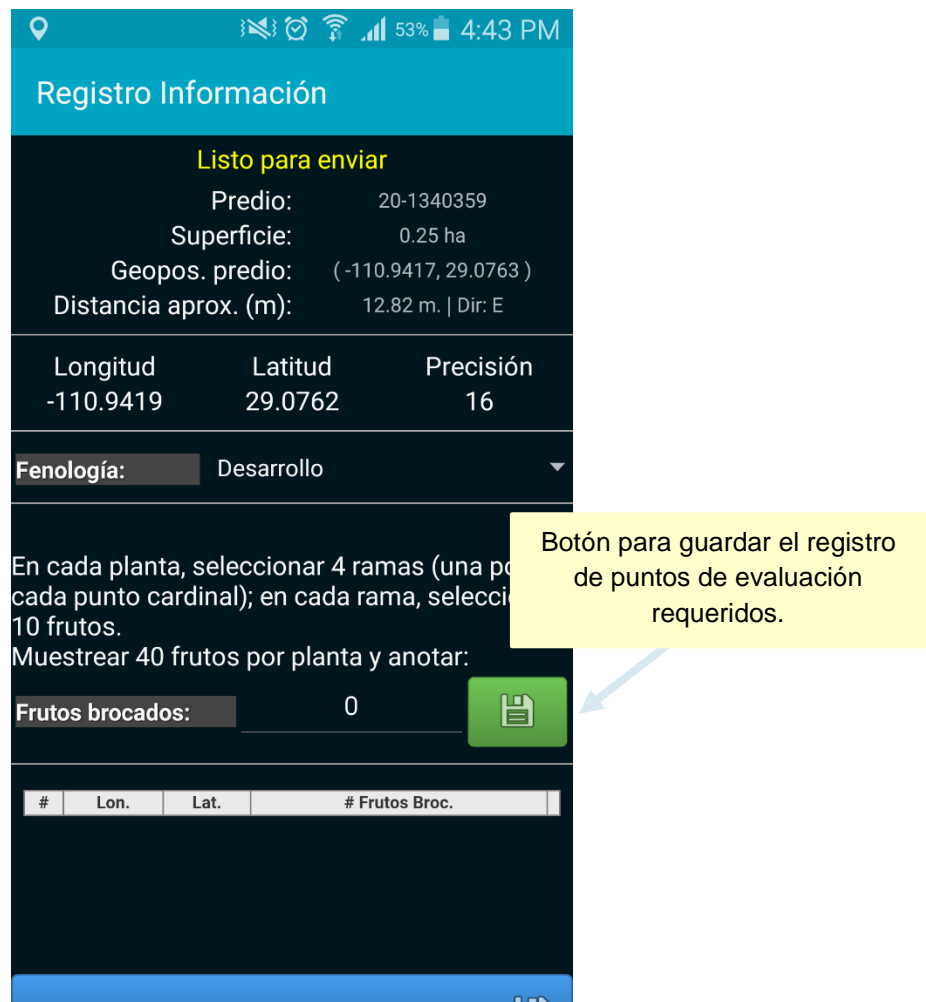 53% 4:43 PM
Registro Información
Listo para enviar
Predio: 20-1340359
Superficie: 0.25 ha
Geopos. predio: ( -110.9417, 29.0763 )
Distancia aprox. (m): 12.82 m. | Dir: E
Longitud Latitud Precisión
-110.9419 29.0762 16
Fenología: Desarrollo
En cada planta, seleccionar 4 ramas (una po
cada punto cardinal); en cada rama, selecci
10 frutos.
Muestrear 40 frutos por planta y anotar:
Botón para guardar el registro
de puntos de evaluación
requeridos.
Frutos brocados: 0
# Lon. Lat. # Frutos Broc.